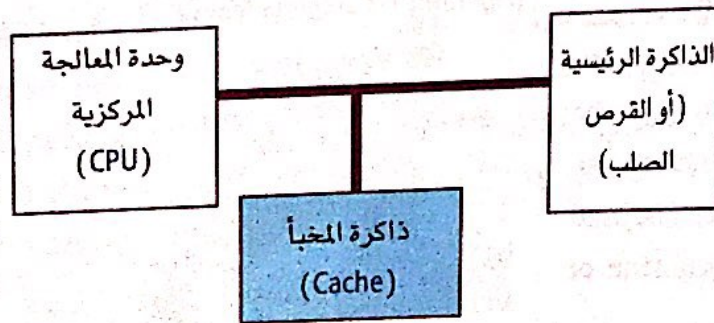 وحدة المعالجة
المركزية
(CPU)
الذاكرة الرئيسية
(أو القرص
الصلب)
ذاكرة المخبأ
(Cache)